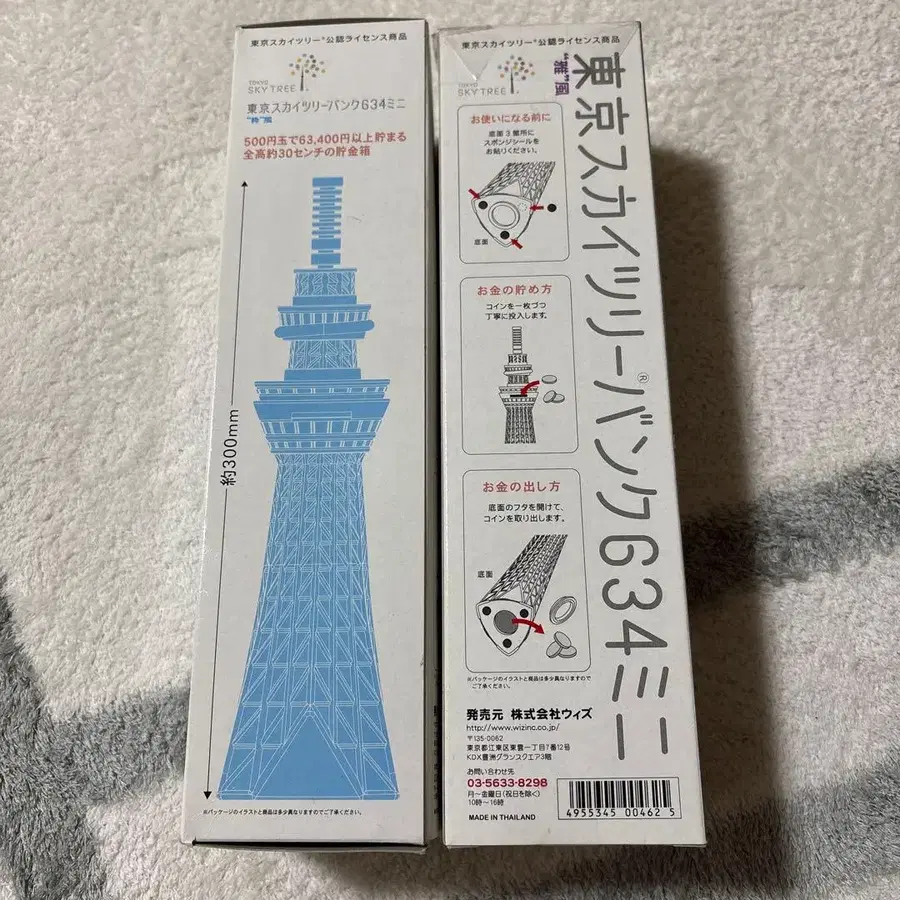 東京スカイツリー®公認ライセンス商品
TOKYO
SKYTREE®
東京スカイツリーバンク634ミニ
"粋"風
500円玉で63,400円以上貯まる
全高約30センチの貯金箱
約300mm
※パッケージのイラストと商品は多少異なりますのでご了承ください。
東京スカイツリー®公認ライセンス商品
TOKYO
SKYTREE®
"雅"風
東京スカイツリー®バンク634ミニ
お使いになる前に
底面3箇所に
スポンジシールを
お貼りください。
底面
お金の貯め方
コインを一枚づつ
丁寧に投入します。
お金の出し方
底面のフタを開けて、
コインを取り出します。
底面
※パッケージのイラストと商品は多少異なりますので
ご了承ください。
発売元 株式会社ウィズ
http://www.wizinc.co.jp/
〒135-0062
東京都江東区東雲一丁目7番12号
KDX豊洲グランスクエア3階
お問い合わせ先
03-5633-8298
月〜金曜日(祝日を除く)
10時〜16時
MADE IN THAILAND
4955345 00462 5